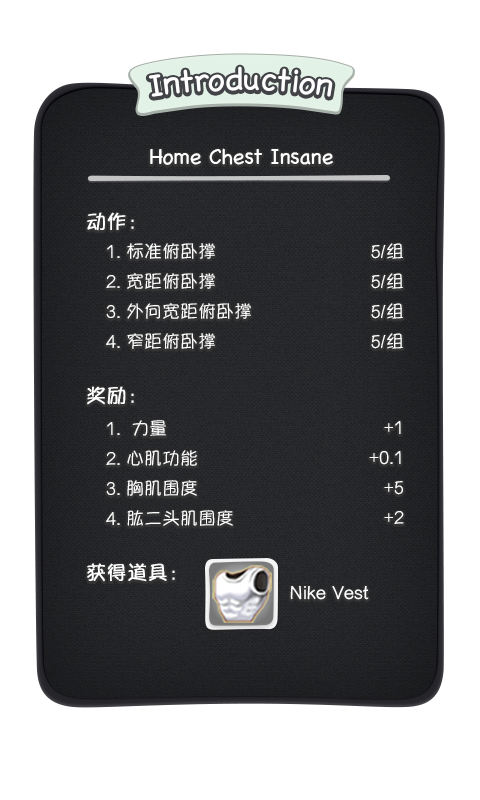 Introduction
Home Chest Insane
动作：
1. 标准俯卧撑 5/组
2. 宽距俯卧撑 5/组
3. 外向宽距俯卧撑 5/组
4. 窄距俯卧撑 5/组
奖励：
1. 力量 +1
2. 心肌功能 +0.1
3. 胸肌围度 +5
4. 肱二头肌围度 +2
获得道具： Nike Vest